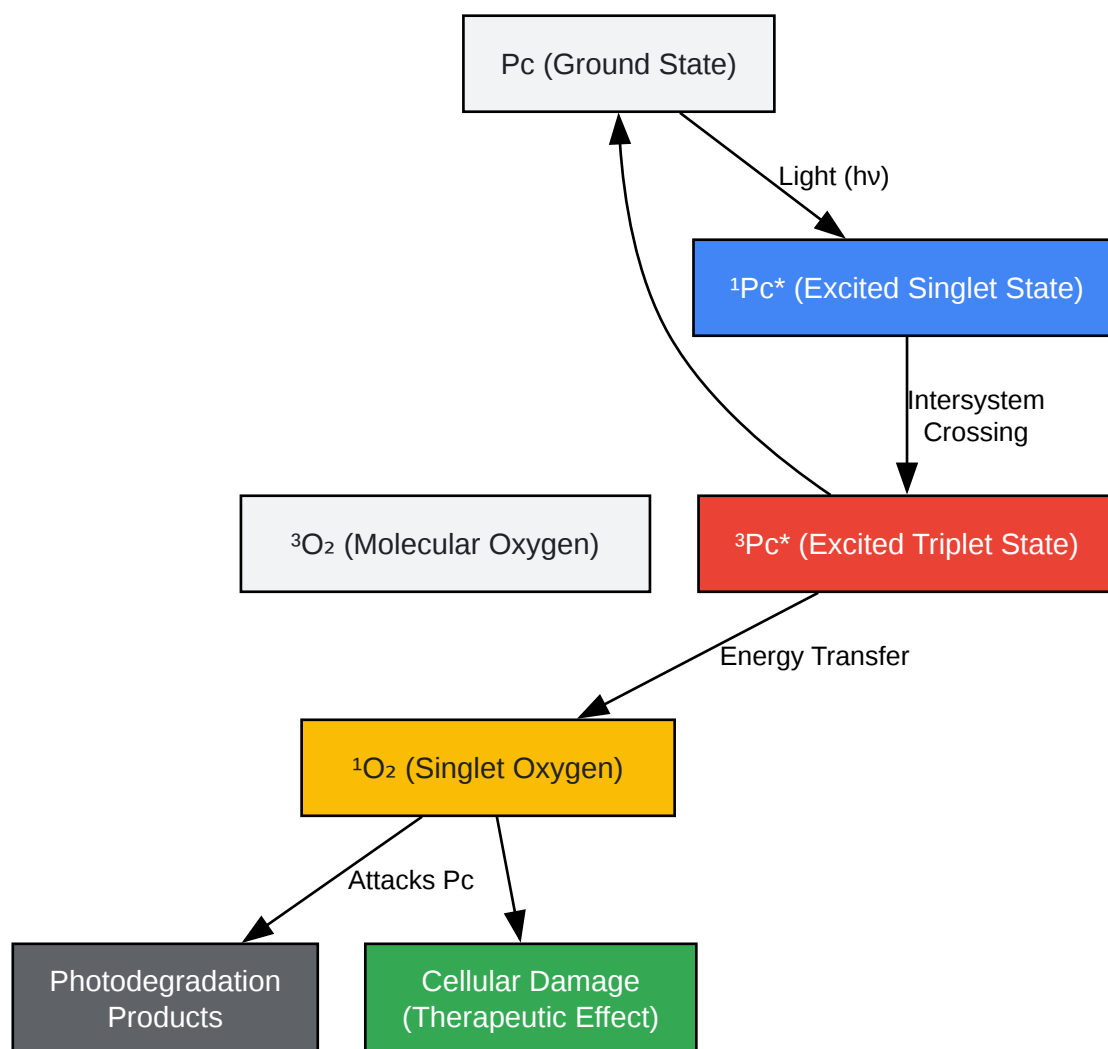 Pc (Ground State)
Light (hν)
¹Pc* (Excited Singlet State)
Intersystem
Crossing
³O₂ (Molecular Oxygen)
³Pc* (Excited Triplet State)
Energy Transfer
¹O₂ (Singlet Oxygen)
Attacks Pc
Photodegradation
Products
Cellular Damage
(Therapeutic Effect)